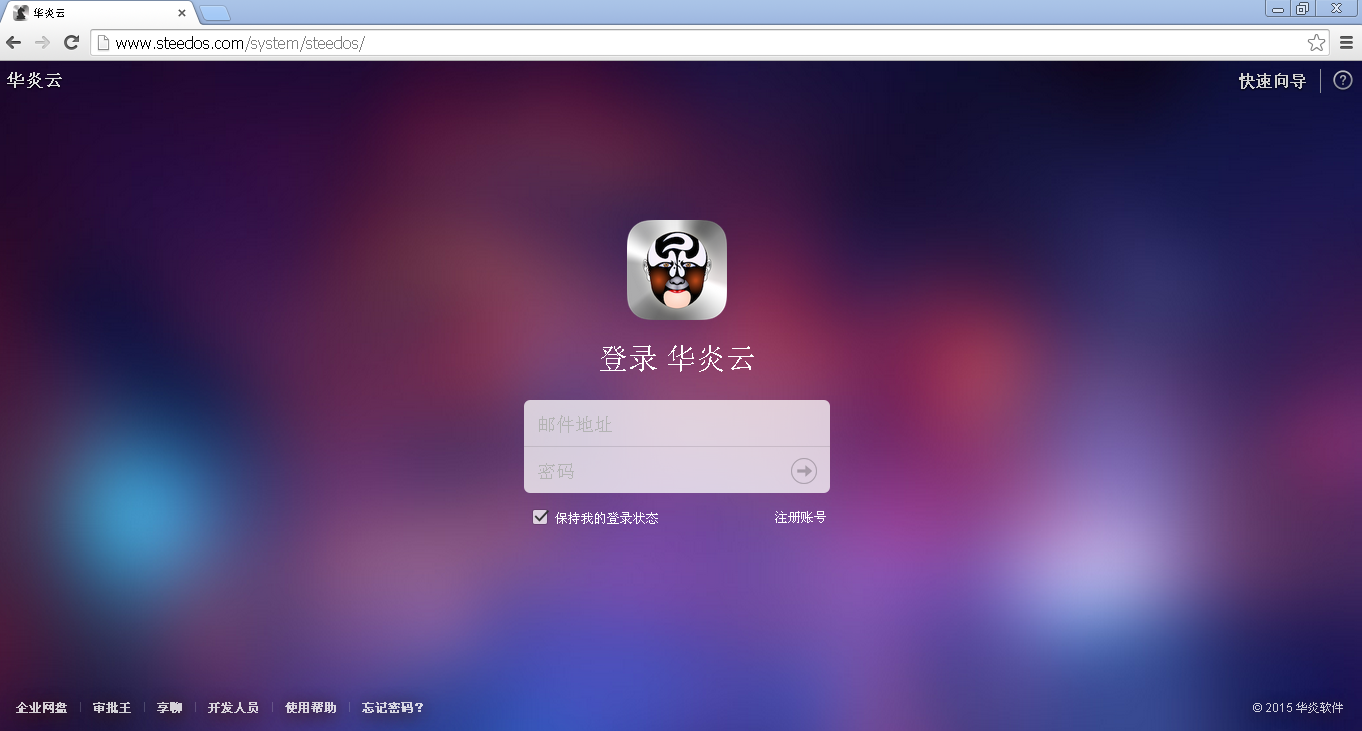 华炎云
www.steedos.com/system/steedos/
华炎云
快速向导
?
登录 华炎云
邮件地址
密码
保持我的登录状态
注册账号
企业网盘 审批王 享聊 开发人员 使用帮助 忘记密码？
© 2015 华炎软件